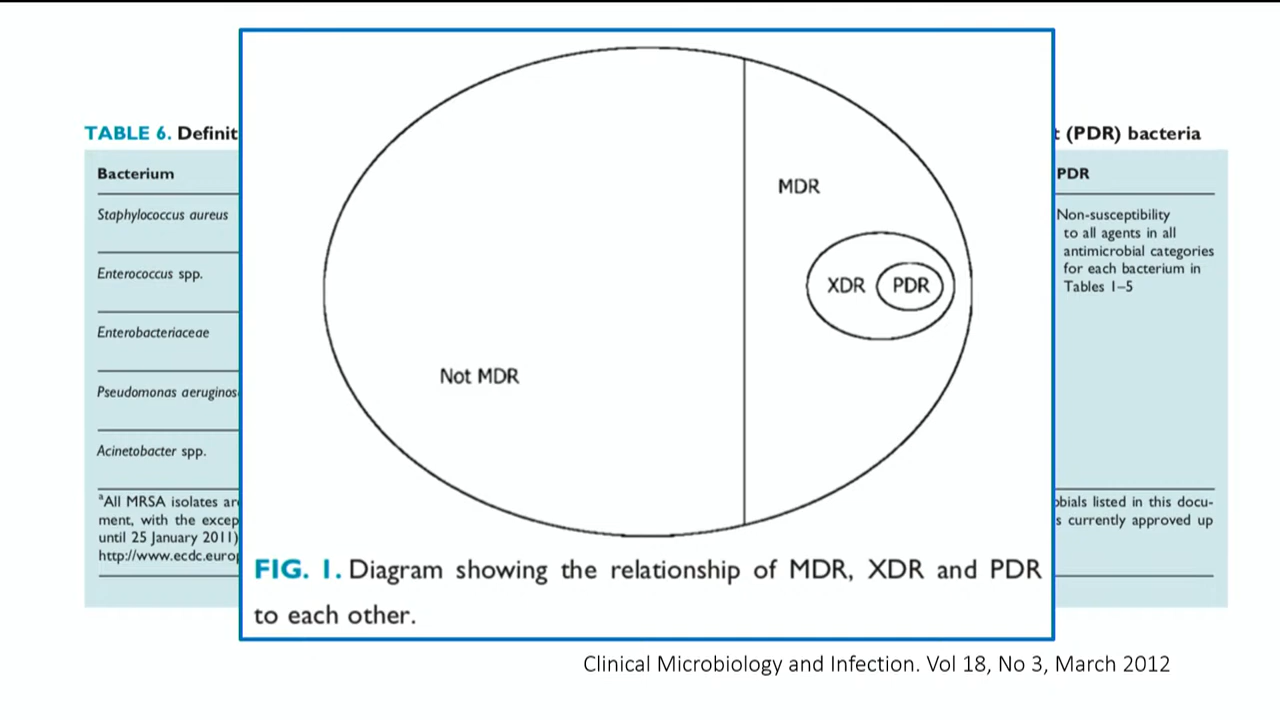 TABLE 6. Definit
t (PDR) bacteria
Bacterium
PDR
Staphylococcus aureus
Non-susceptibility
to all agents in all
antimicrobial categories
for each bacterium in
Tables 1–5
Enterococcus spp.
Enterobacteriaceae
Pseudomonas aeruginos
Acinetobacter spp.
aAll MRSA isolates ar
ment, with the excep
until 25 January 2011)
http://www.ecdc.europ
obials listed in this docu-
s currently approved up
MDR
XDR
PDR
Not MDR
FIG. 1. Diagram showing the relationship of MDR, XDR and PDR
to each other.
Clinical Microbiology and Infection. Vol 18, No 3, March 2012